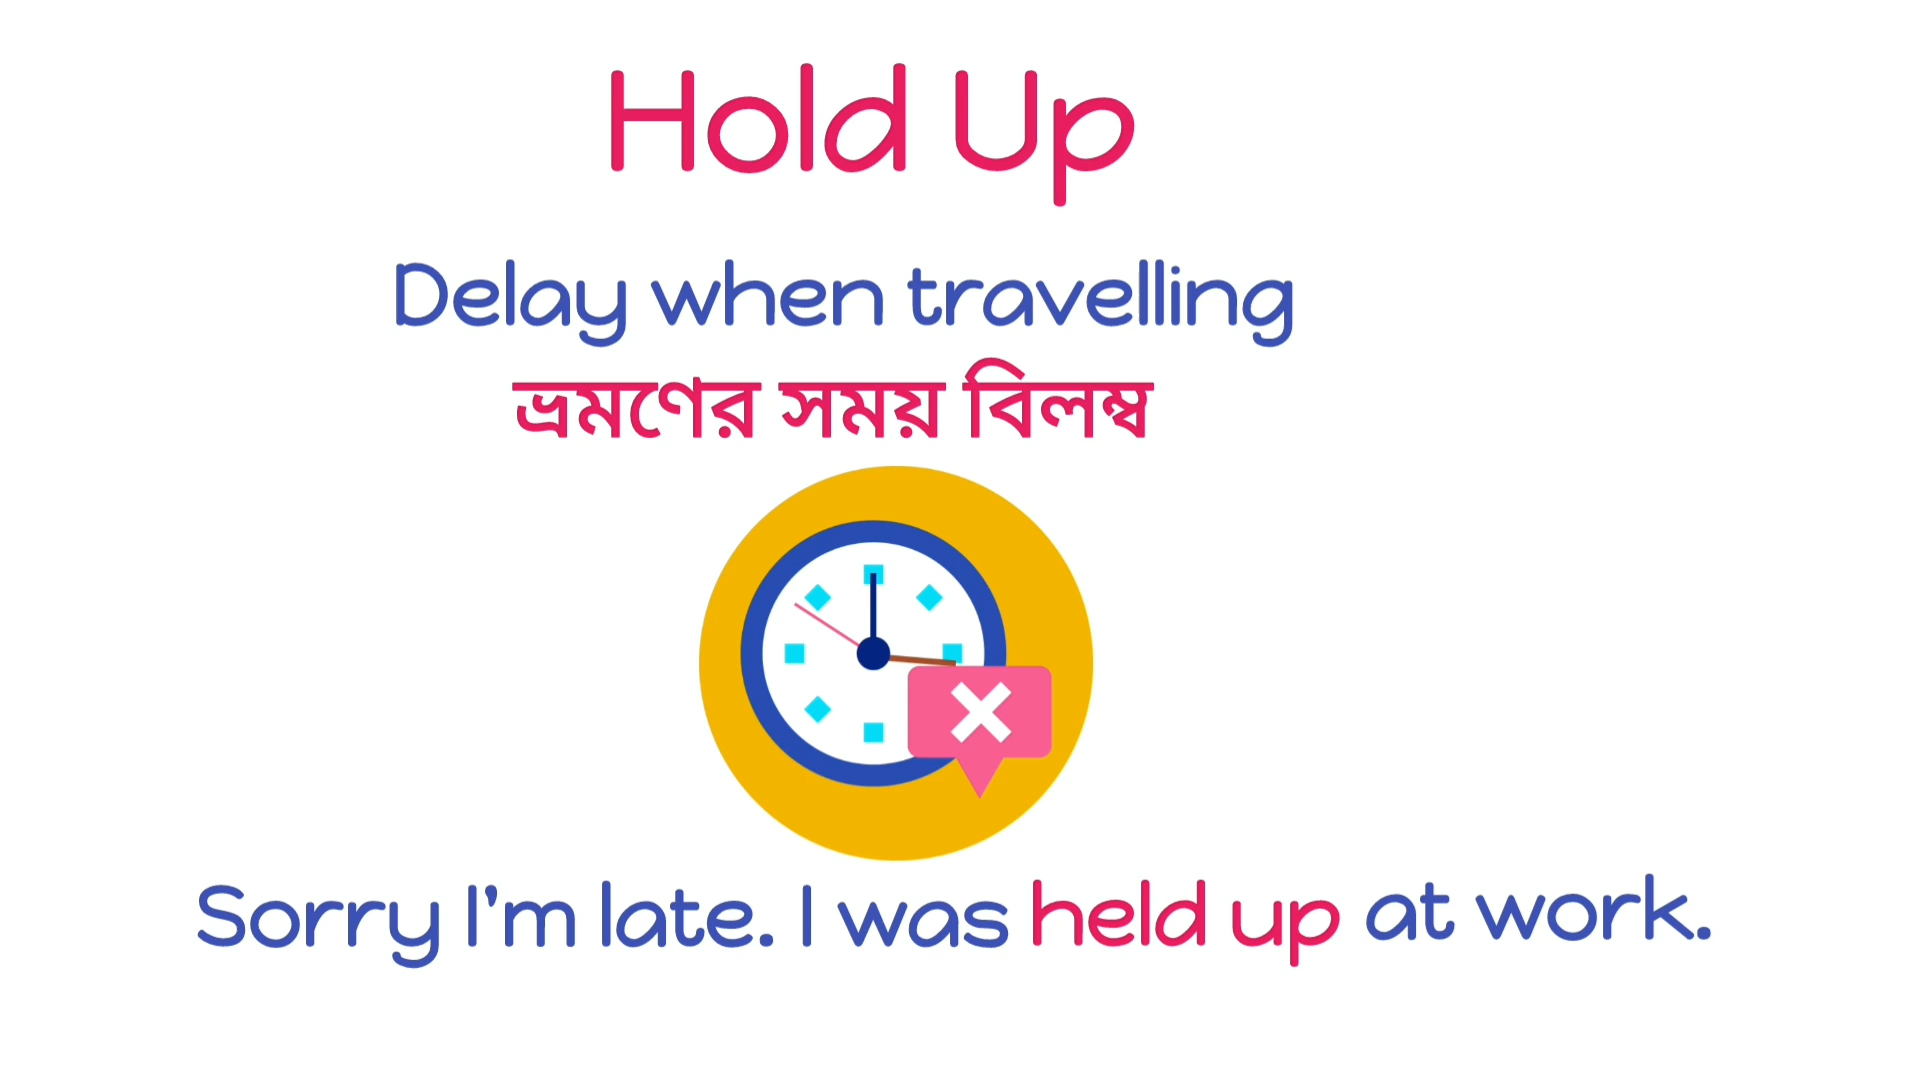 Hold Up
Delay when travelling
ভ্রমণের সময় বিলম্ব
Sorry I'm late. I was held up at work.